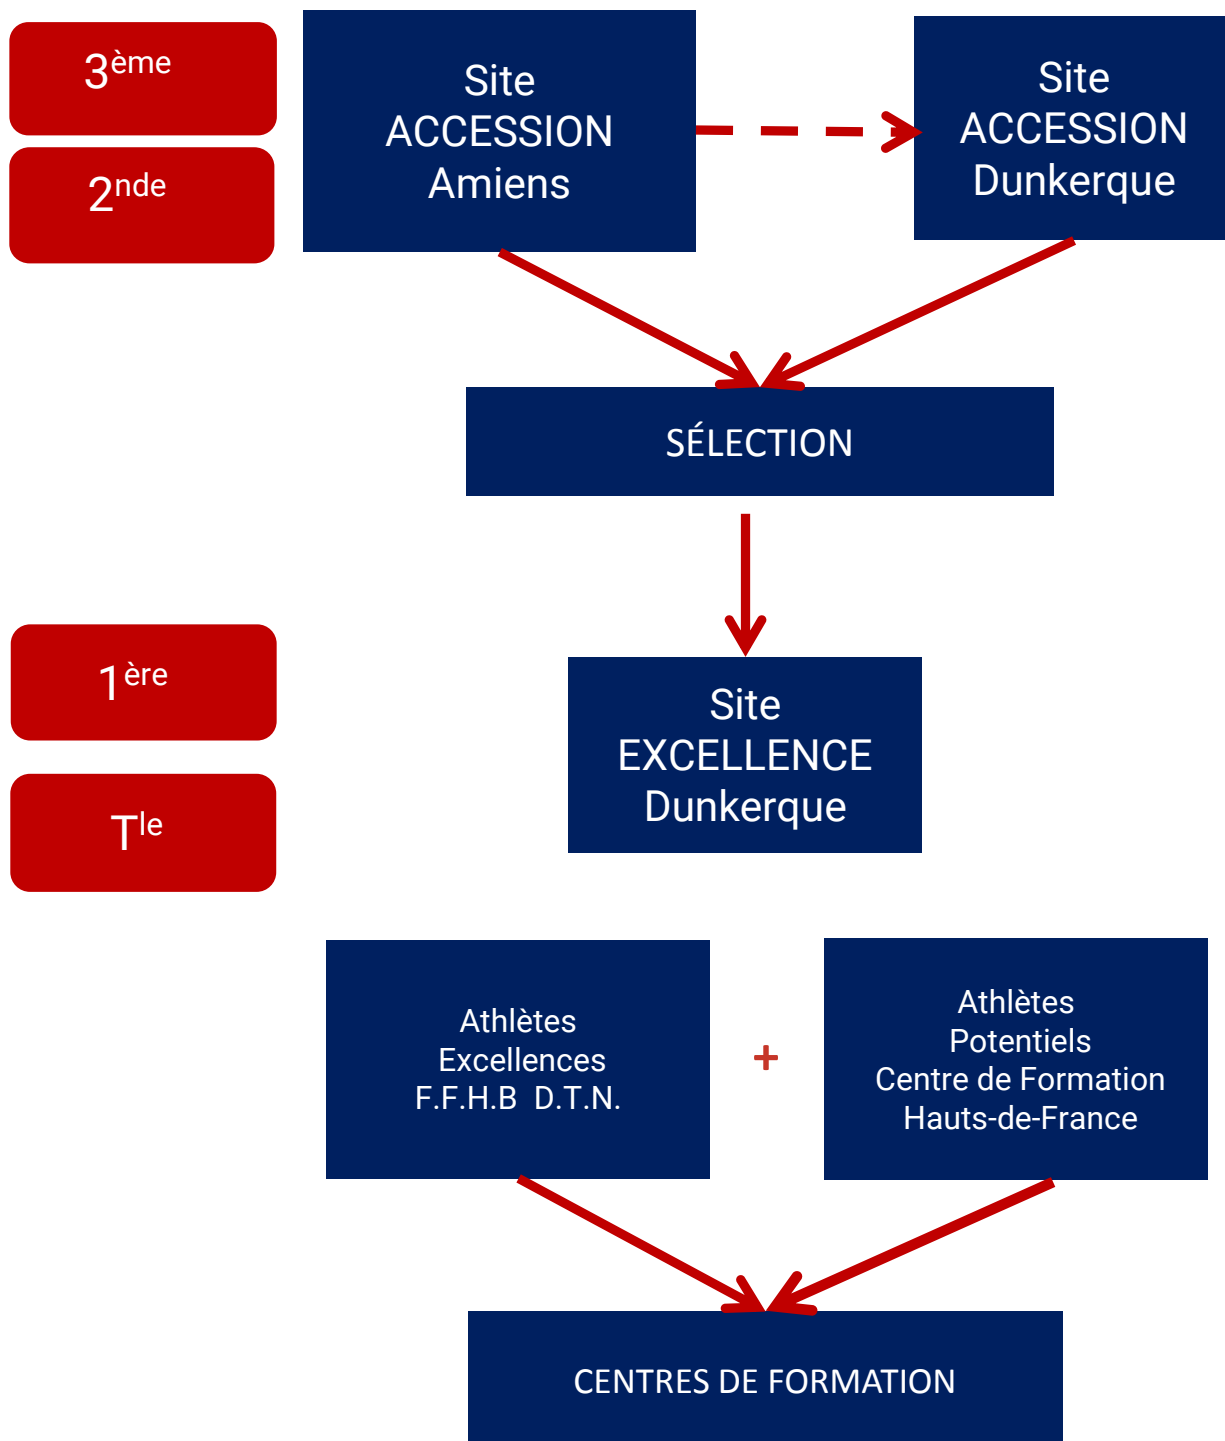 3ème
2nde
Site
ACCESSION
Amiens
Site
ACCESSION
Dunkerque
SÉLECTION
1ère
Tle
Site
EXCELLENCE
Dunkerque
Athlètes
Excellences
F.F.H.B D.T.N.
+
Athlètes
Potentiels
Centre de Formation
Hauts-de-France
CENTRES DE FORMATION